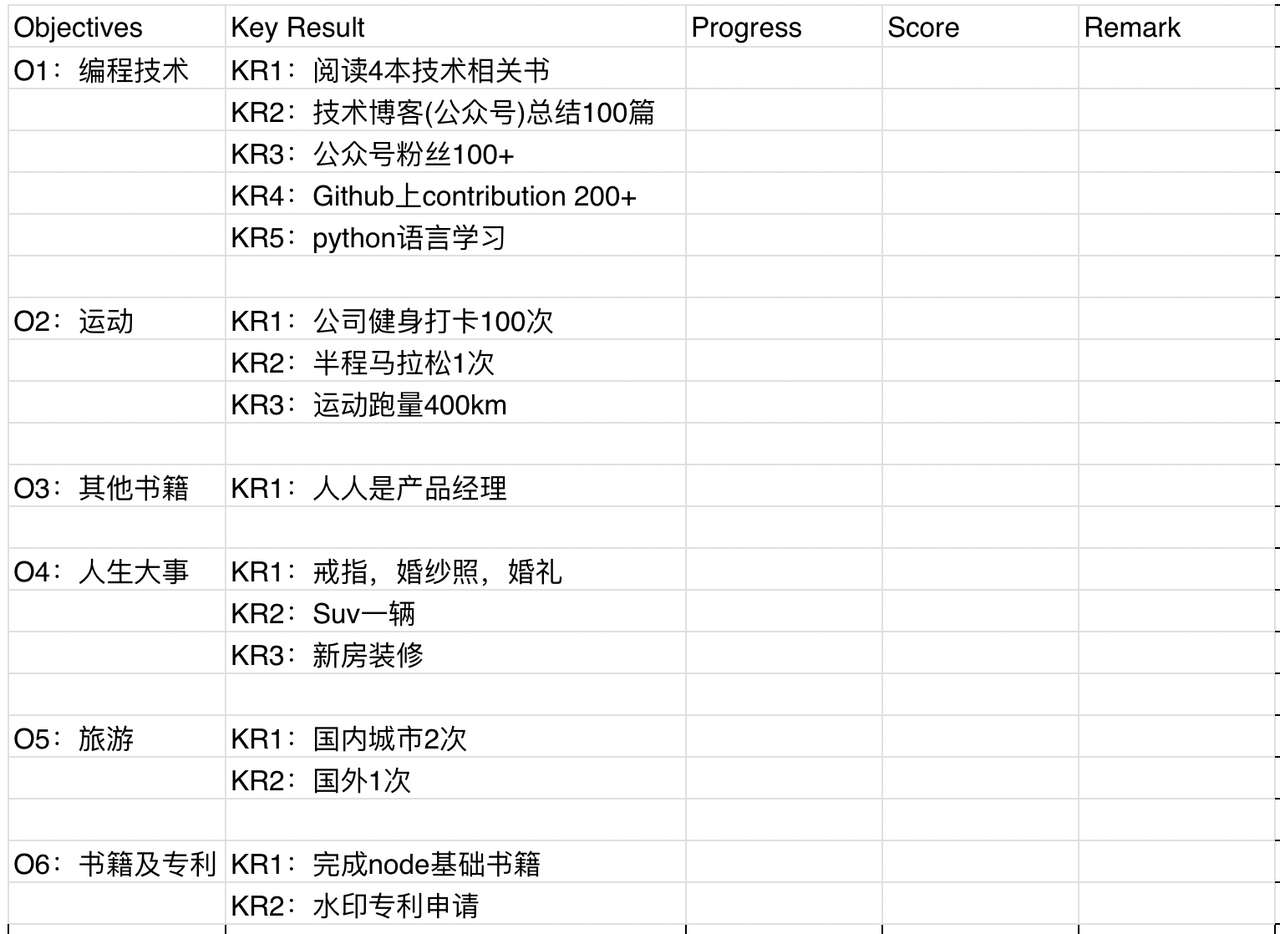 Objectives Key Result Progress Score Remark
O1：编程技术 KR1：阅读4本技术相关书
KR2：技术博客(公众号)总结100篇
KR3：公众号粉丝100+
KR4：Github上contribution 200+
KR5：python语言学习
O2：运动 KR1：公司健身打卡100次
KR2：半程马拉松1次
KR3：运动跑量400km
O3：其他书籍 KR1：人人是产品经理
O4：人生大事 KR1：戒指，婚纱照，婚礼
KR2：Suv一辆
KR3：新房装修
O5：旅游 KR1：国内城市2次
KR2：国外1次
O6：书籍及专利 KR1：完成node基础书籍
KR2：水印专利申请